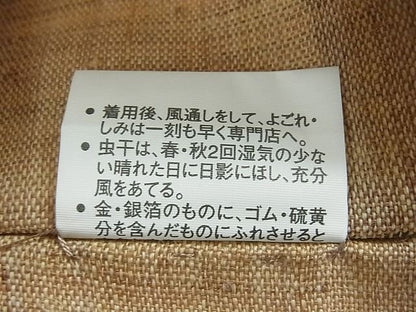 ● 着用後、風通しをして、よごれ・
しみは一刻も早く専門店へ。
● 虫干は、春・秋2回湿気の少な
い晴れた日に日影にほし、充分
風をあてる。
● 金・銀箔のものに、ゴム・硫黄
分を含んだものにふれさせると